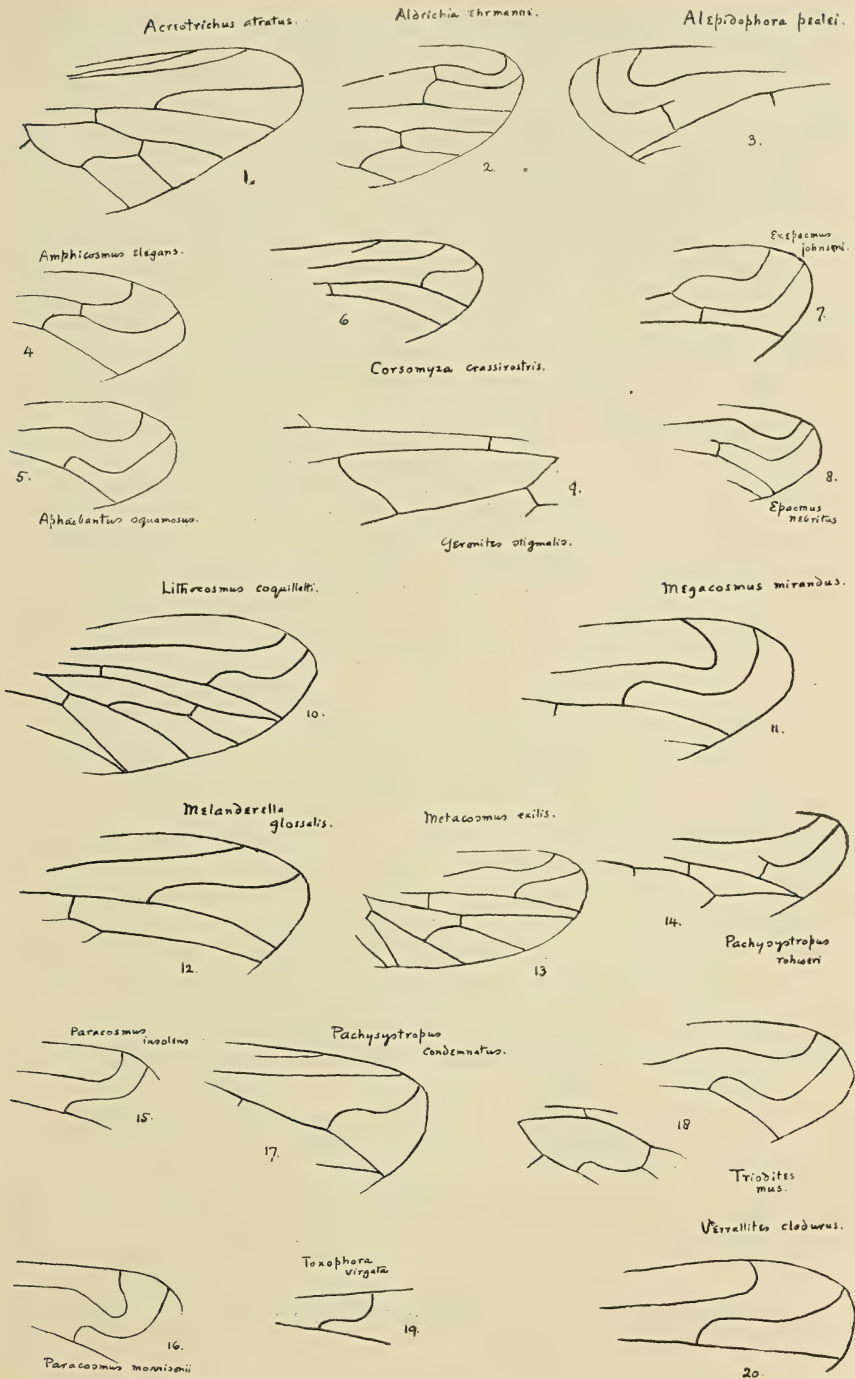 Acreotrichus atratus.
Aldrichia Ehrmanni.
Alepidophora pealei.
1.
2.
3.
Amphicosmus Elegans.
4
6
Exepacmus
johnsoni.
7.
Corsomyza crassirostris.
5.
Aphoebantus squamosus.
9.
Geronites stigmalis.
8.
Epacmus
nebritus
Lithocosmus coquilletti.
10.
Megacosmus mirandus.
11.
Melanderella
glossalis.
12.
Metacosmus exilis.
13
14.
Pachysystropus
rohweri
Paracosmus
insolens
15.
Pachysystropus
condemnatus.
17.
18
Triodites
mus.
16.
Paracosmus morrisonii
Toxophora
virgata
19.
Verrallites cladurus.
20.